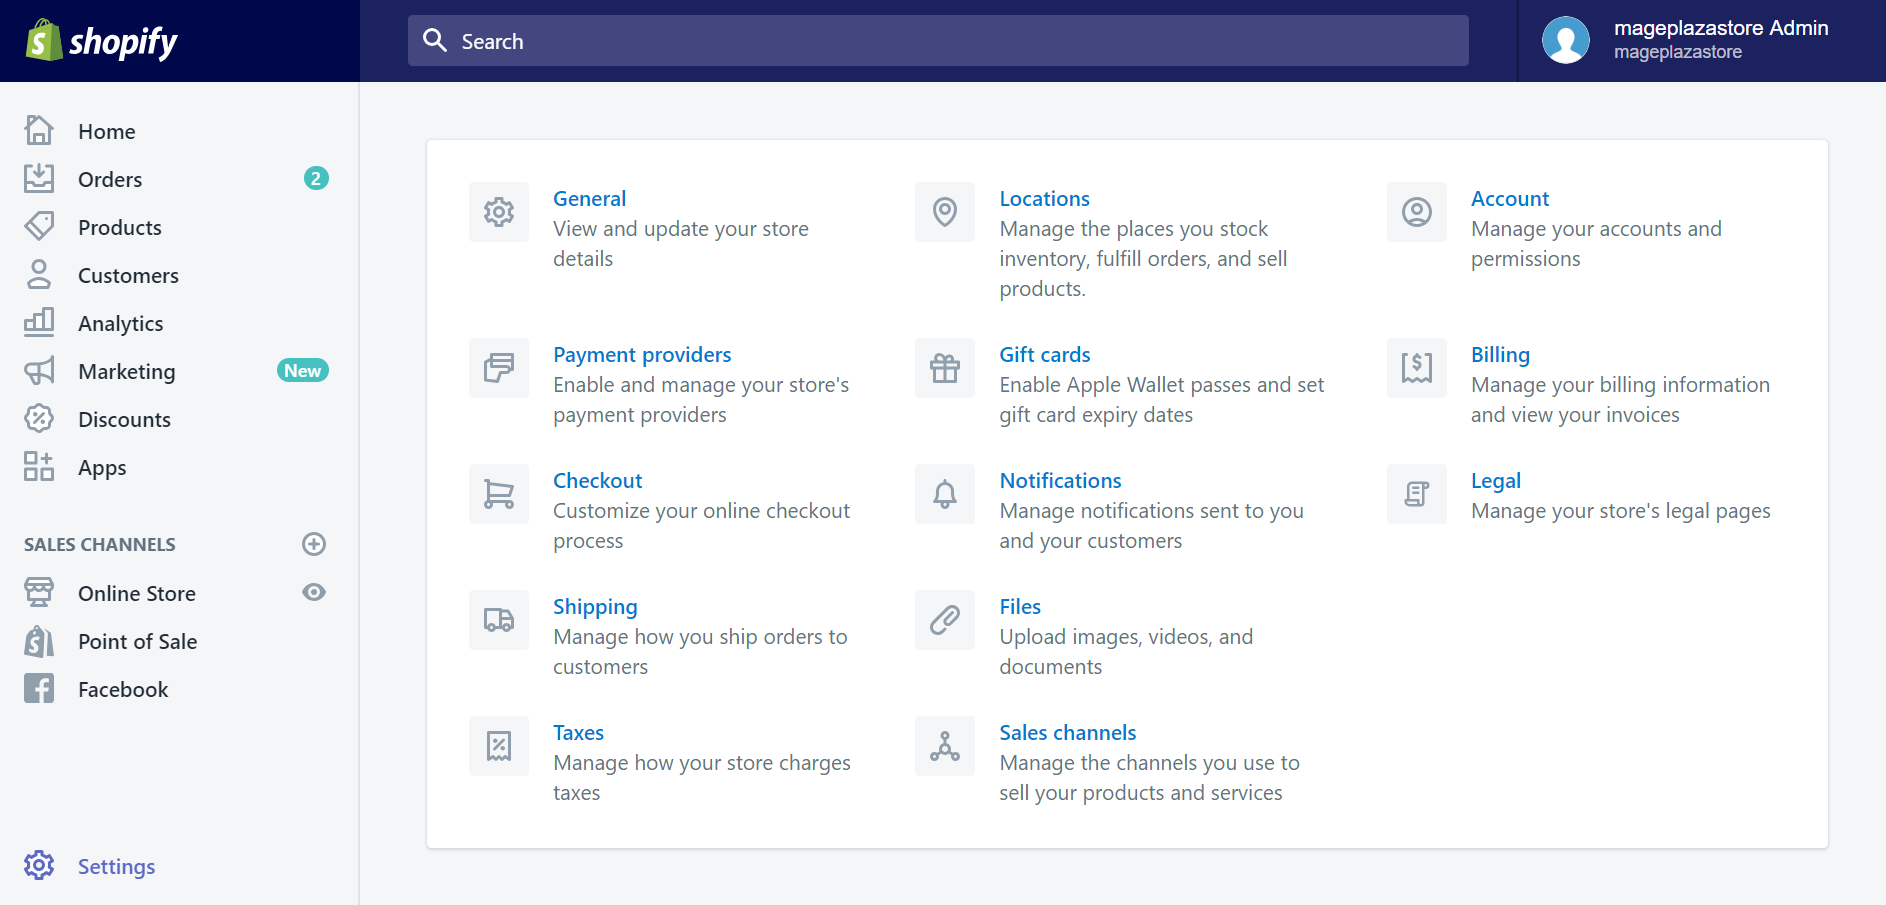 shopify
Search
mageplazastore Admin
mageplazastore
Home
Orders
2
Products
Customers
Analytics
Marketing
New
Discounts
Apps
SALES CHANNELS
Online Store
Point of Sale
Facebook
Settings
General
View and update your store
details
Locations
Manage the places you stock
inventory, fulfill orders, and sell
products.
Account
Manage your accounts and
permissions
Payment providers
Enable and manage your store's
payment providers
Gift cards
Enable Apple Wallet passes and set
gift card expiry dates
Billing
Manage your billing information
and view your invoices
Checkout
Customize your online checkout
process
Notifications
Manage notifications sent to you
and your customers
Legal
Manage your store's legal pages
Shipping
Manage how you ship orders to
customers
Files
Upload images, videos, and
documents
Taxes
Manage how your store charges
taxes
Sales channels
Manage the channels you use to
sell your products and services